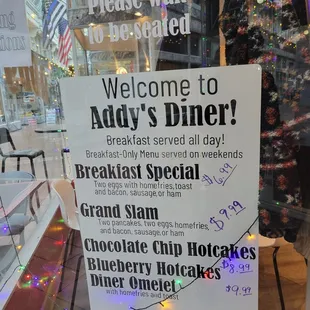 Please wait
to be seated
Welcome to
Addy's Diner!
Breakfast served all day!
Breakfast-Only Menu served on weekends
Breakfast Special
$6.99
Two eggs with homefries, toast
and bacon, sausage, or ham
Grand Slam
$9.99
Two pancakes, two eggs, homefries,
and bacon, sausage, or ham
Chocolate Chip Hotcakes
Blueberry Hotcakes $8.99
Diner Omelet
$9.99
with homefries and toast